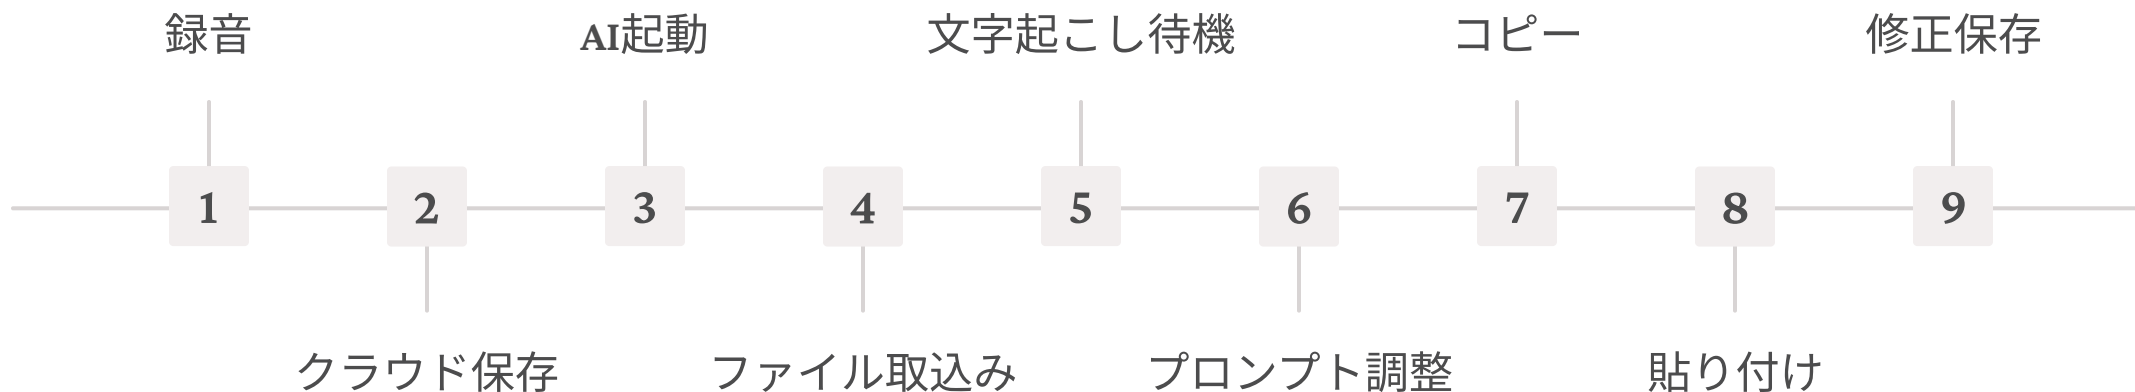 録音
AI起動
文字起こし待機
コピー
修正保存
1
2
3
4
5
6
7
8
9
クラウド保存
ファイル取込み
プロンプト調整
貼り付け